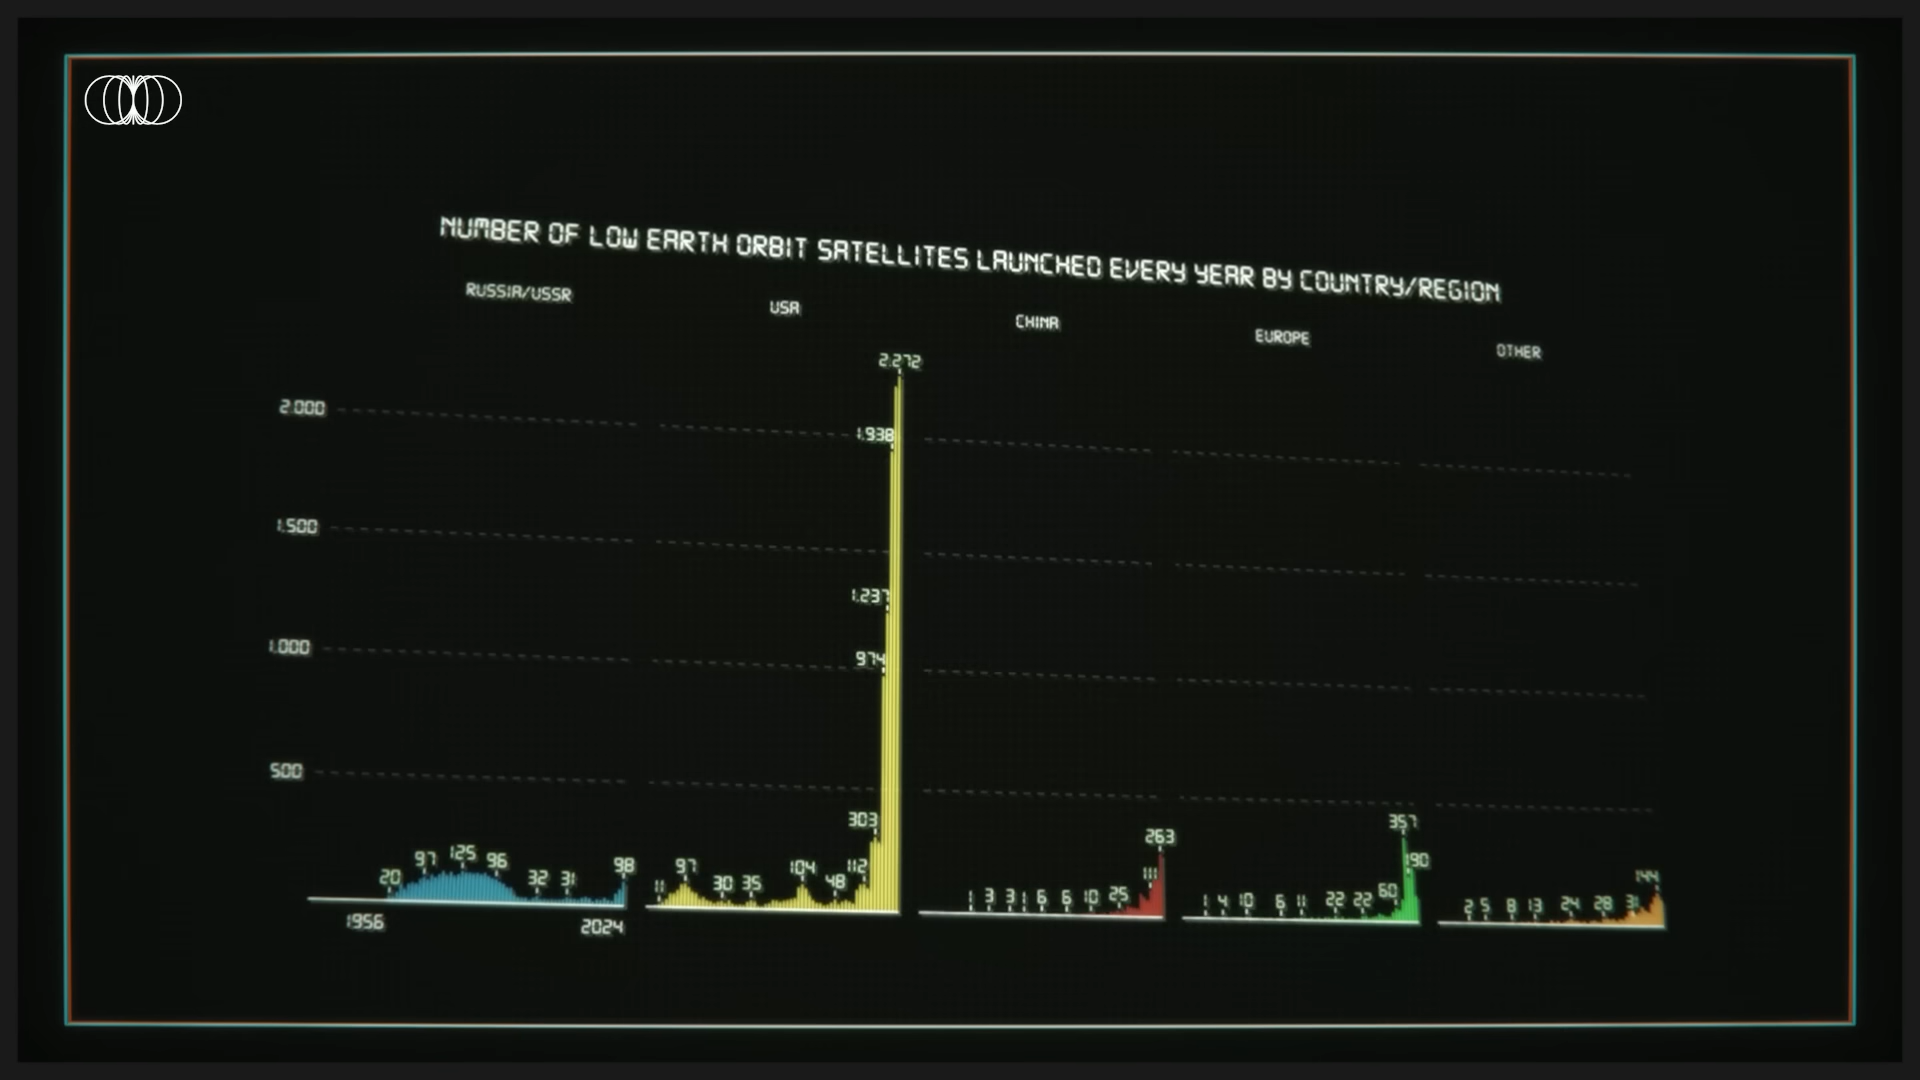 NUMBER OF LOW EARTH ORBIT SATELLITES LAUNCHED EVERY YEAR BY COUNTRY/REGION
RUSSIA/USSR USA CHINA EUROPE OTHER
2.272
2.000
1.938
1.500
1.237
1.000
974
500
20 97 125 96 32 31 98
11 97 30 35 104 48 112 303
1 3 3 1 6 6 10 25 111 263
1 4 10 6 11 22 22 60 357 190
2 5 8 13 24 28 31 144
1956 2024